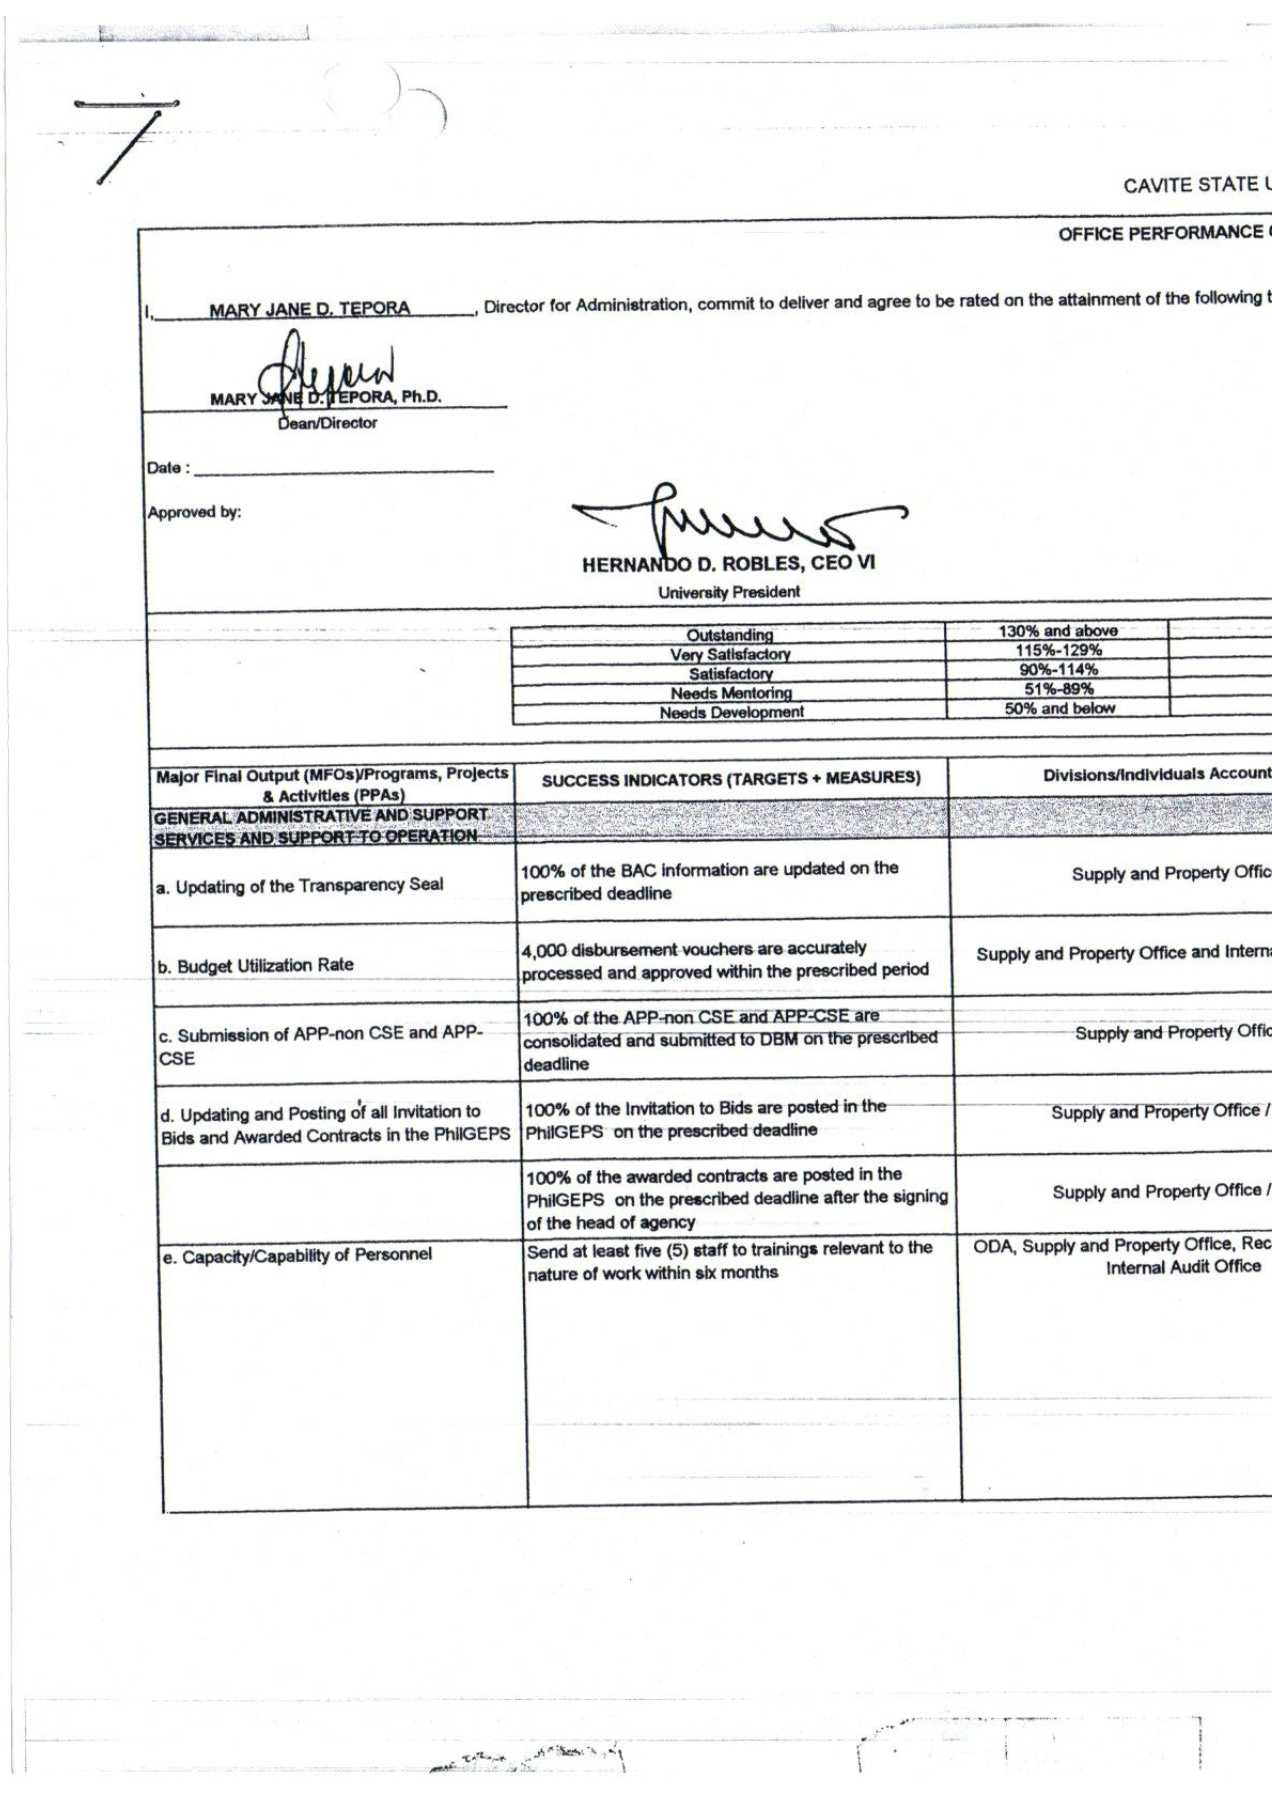 7
CAVITE STATE U
OFFICE PERFORMANCE
I, MARY JANE D. TEPORA , Director for Administration, commit to deliver and agree to be rated on the attainment of the following t
MARY JANE D. TEPORA, Ph.D.
Dean/Director
Date :
Approved by:
HERNANDO D. ROBLES, CEO VI
University President
Outstanding 130% and above
Very Satisfactory 115%-129%
Satisfactory 90%-114%
Needs Mentoring 51%-89%
Needs Development 50% and below
Major Final Output (MFOs)/Programs, Projects
& Activities (PPAs)
SUCCESS INDICATORS (TARGETS + MEASURES)
Divisions/Individuals Account
GENERAL ADMINISTRATIVE AND SUPPORT
SERVICES AND SUPPORT TO OPERATION
a. Updating of the Transparency Seal
100% of the BAC information are updated on the
prescribed deadline
Supply and Property Offic
b. Budget Utilization Rate
4,000 disbursement vouchers are accurately
processed and approved within the prescribed period
Supply and Property Office and Interna
c. Submission of APP-non CSE and APP-
CSE
100% of the APP-non CSE and APP-CSE are
consolidated and submitted to DBM on the prescribed
deadline
Supply and Property Offic
d. Updating and Posting of all Invitation to
Bids and Awarded Contracts in the PhilGEPS
100% of the Invitation to Bids are posted in the
PhilGEPS on the prescribed deadline
Supply and Property Office /
100% of the awarded contracts are posted in the
PhilGEPS on the prescribed deadline after the signing
of the head of agency
Supply and Property Office /
e. Capacity/Capability of Personnel
Send at least five (5) staff to trainings relevant to the
nature of work within six months
ODA, Supply and Property Office, Rec
Internal Audit Office